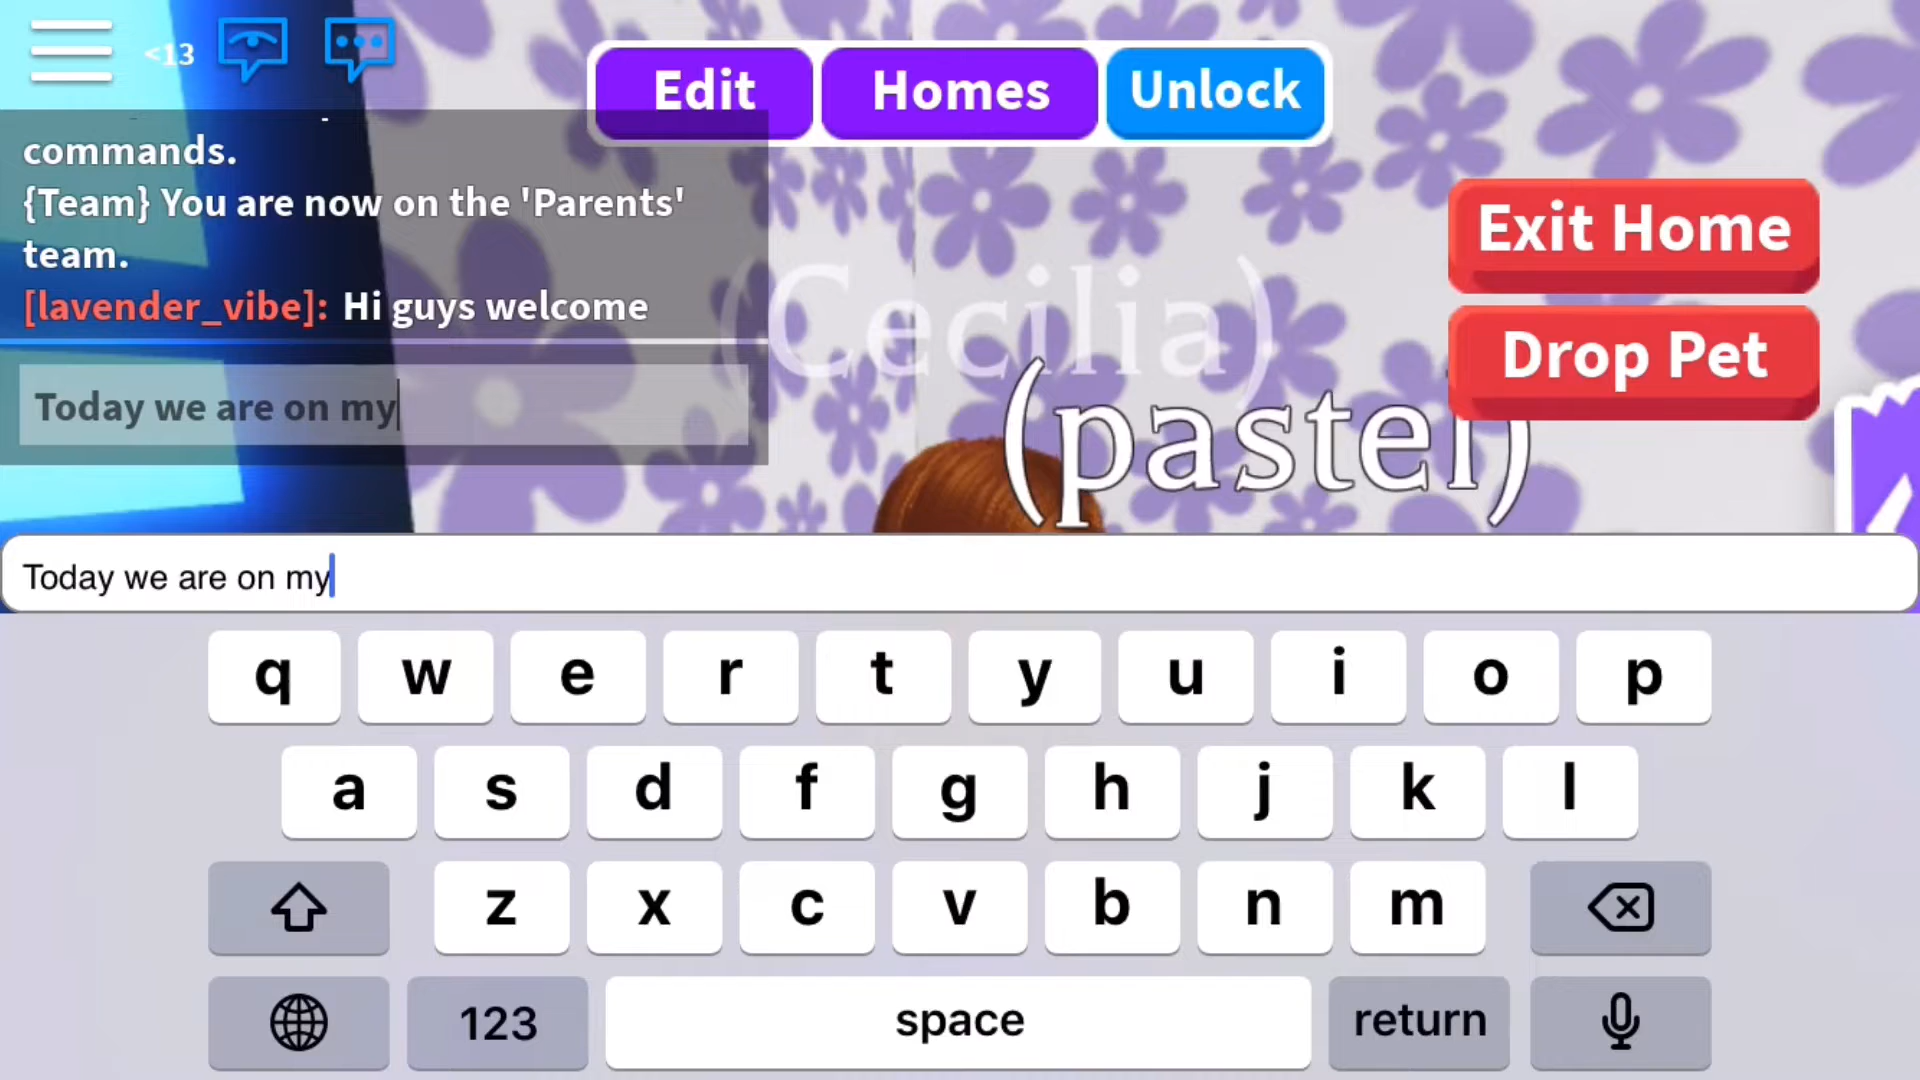 <13
Edit
Homes
Unlock
commands.
{Team} You are now on the 'Parents'
team.
[lavender_vibe]: Hi guys welcome
Today we are on my
Exit Home
Drop Pet
(Cecilia)
(pastel)
Today we are on my
q w e r t y u i o p
a s d f g h j k l
z x c v b n m
123 space return